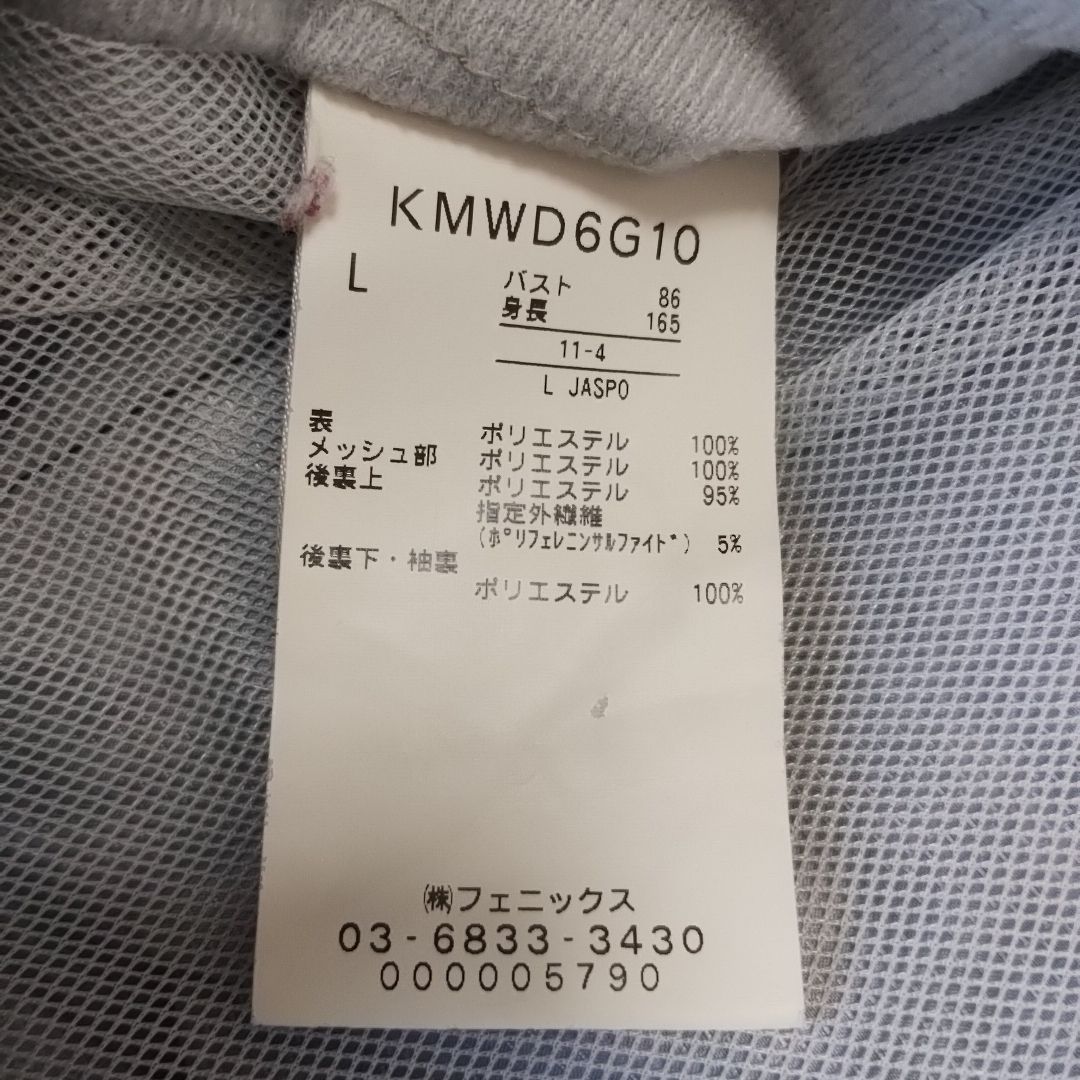 KMWD6G10
L
バスト 86
身長 165
11-4
L JASPO
表 ポリエステル 100%
メッシュ部 ポリエステル 100%
後裏上 ポリエステル 95%
指定外繊維
(ポリフェレニンサルファイド) 5%
後裏下・袖裏
ポリエステル 100%
㈱フェニックス
03-6833-3430
000005790